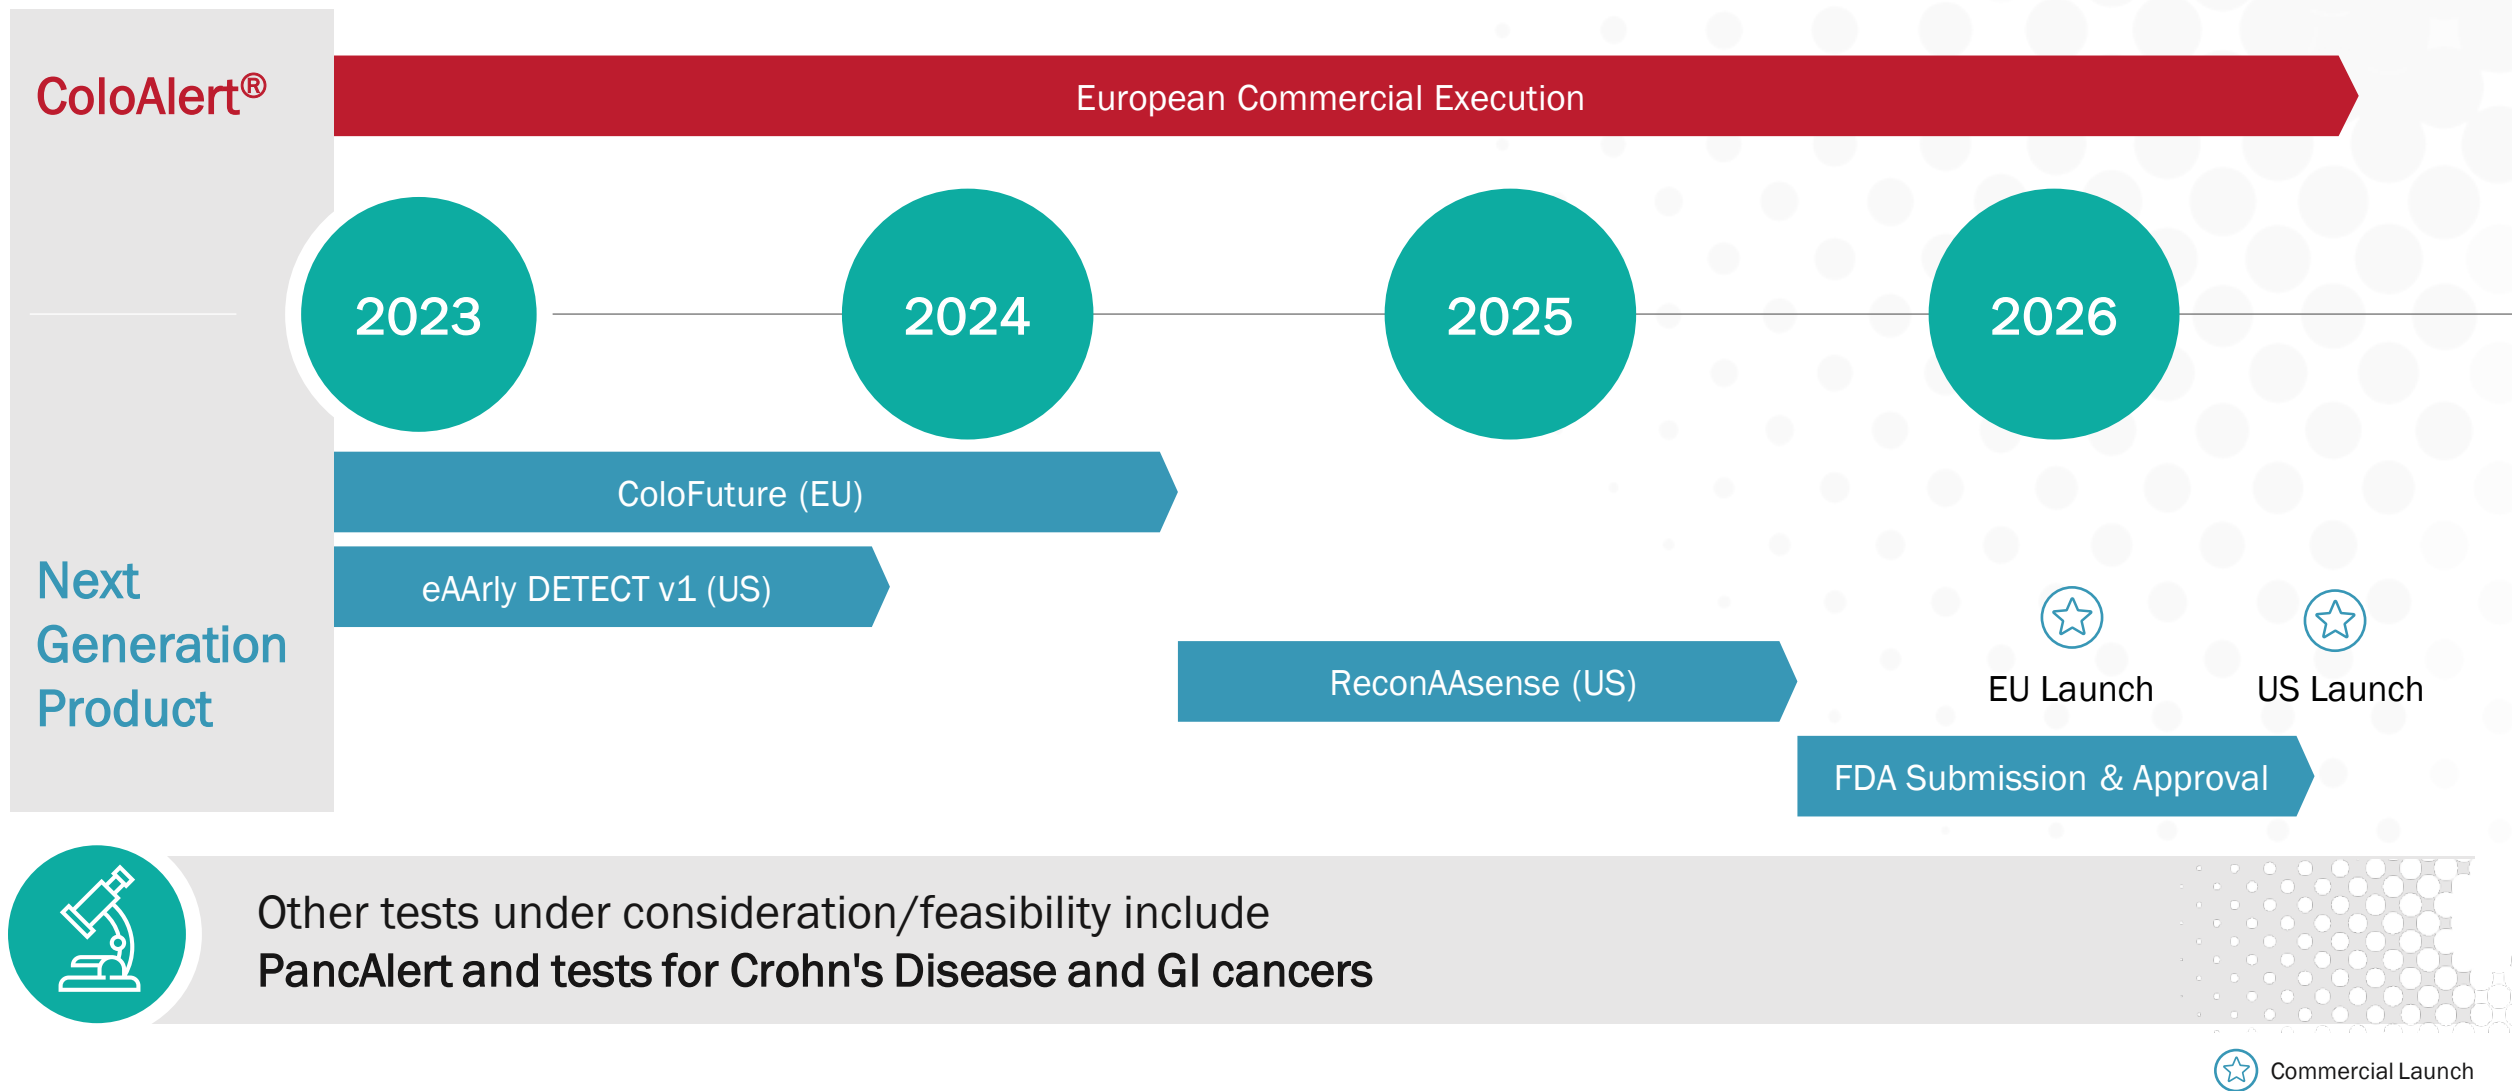 ColoAlert®
European Commercial Execution
2023
2024
2025
2026
ColoFuture (EU)
eAArly DETECT v1 (US)
Next
Generation
Product
ReconAAsense (US)
EU Launch
US Launch
FDA Submission & Approval
Other tests under consideration/feasibility include
PancAlert and tests for Crohn's Disease and GI cancers
Commercial Launch